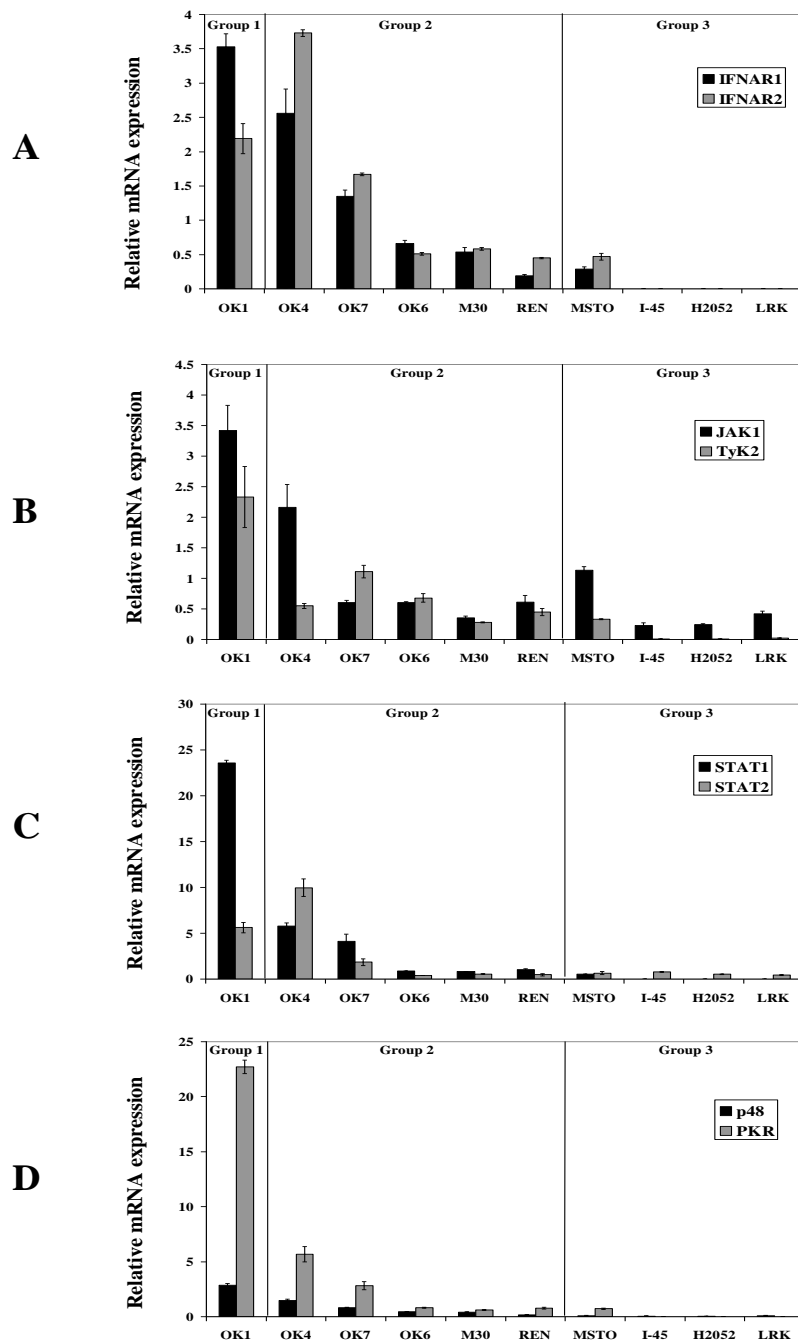 A
Relative mRNA expression
Group 1 Group 2 Group 3
4
3.5
3
2.5
2
1.5
1
0.5
0
IFNAR1
IFNAR2
OK1 OK4 OK7 OK6 M30 REN MSTO I-45 H2052 LRK
B
Relative mRNA expression
Group 1 Group 2 Group 3
4.5
4
3.5
3
2.5
2
1.5
1
0.5
0
JAK1
TyK2
OK1 OK4 OK7 OK6 M30 REN MSTO I-45 H2052 LRK
C
Relative mRNA expression
Group 1 Group 2 Group 3
30
25
20
15
10
5
0
STAT1
STAT2
OK1 OK4 OK7 OK6 M30 REN MSTO I-45 H2052 LRK
D
Relative mRNA expression
Group 1 Group 2 Group 3
25
20
15
10
5
0
p48
PKR
OK1 OK4 OK7 OK6 M30 REN MSTO I-45 H2052 LRK